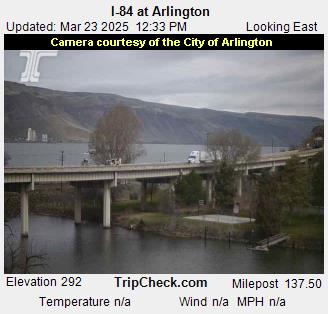 I-84 at Arlington
Updated: Mar 23 2025 12:33 PM Looking East
Camera courtesy of the City of Arlington
Elevation 292 TripCheck.com Milepost 137.50
Temperature n/a Wind n/a MPH n/a